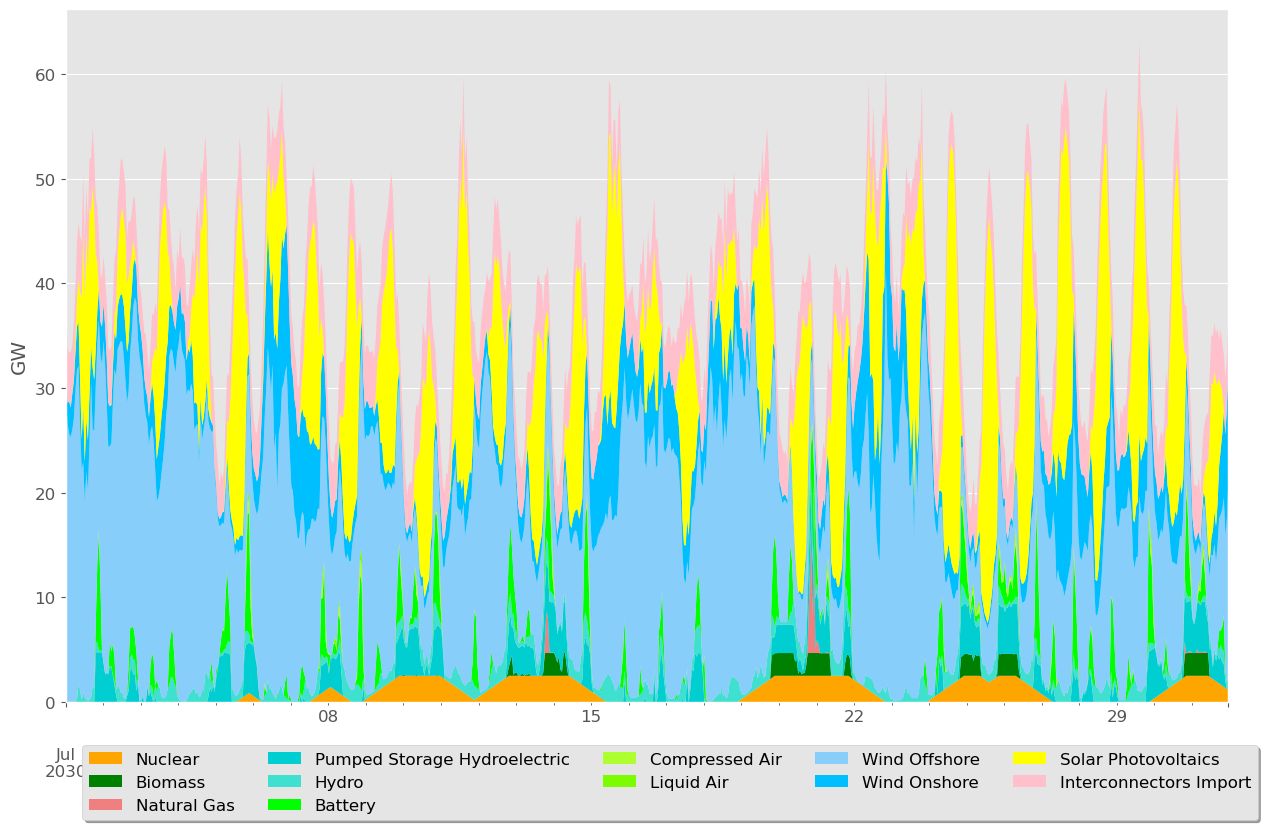 60
50
40
30
20
10
0
GW
08 15 22 29
Jul
2030
Nuclear Pumped Storage Hydroelectric Compressed Air Wind Offshore Solar Photovoltaics
Biomass Hydro Liquid Air Wind Onshore Interconnectors Import
Natural Gas Battery